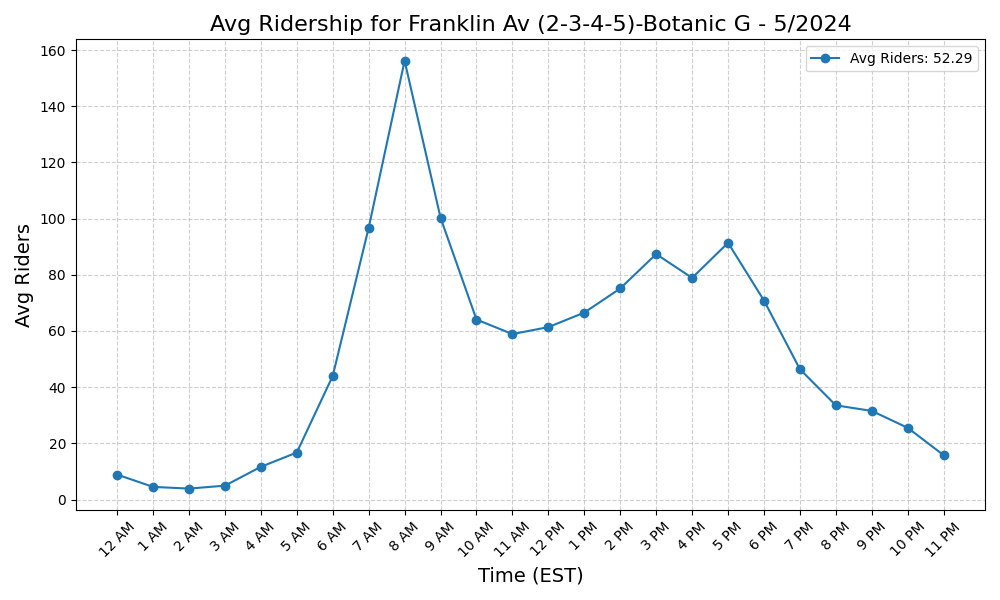 Avg Ridership for Franklin Av (2-3-4-5)-Botanic G - 5/2024
Avg Riders: 52.29
Avg Riders
160
140
120
100
80
60
40
20
0
12 AM
1 AM
2 AM
3 AM
4 AM
5 AM
6 AM
7 AM
8 AM
9 AM
10 AM
11 AM
12 PM
1 PM
2 PM
3 PM
4 PM
5 PM
6 PM
7 PM
8 PM
9 PM
10 PM
11 PM
Time (EST)